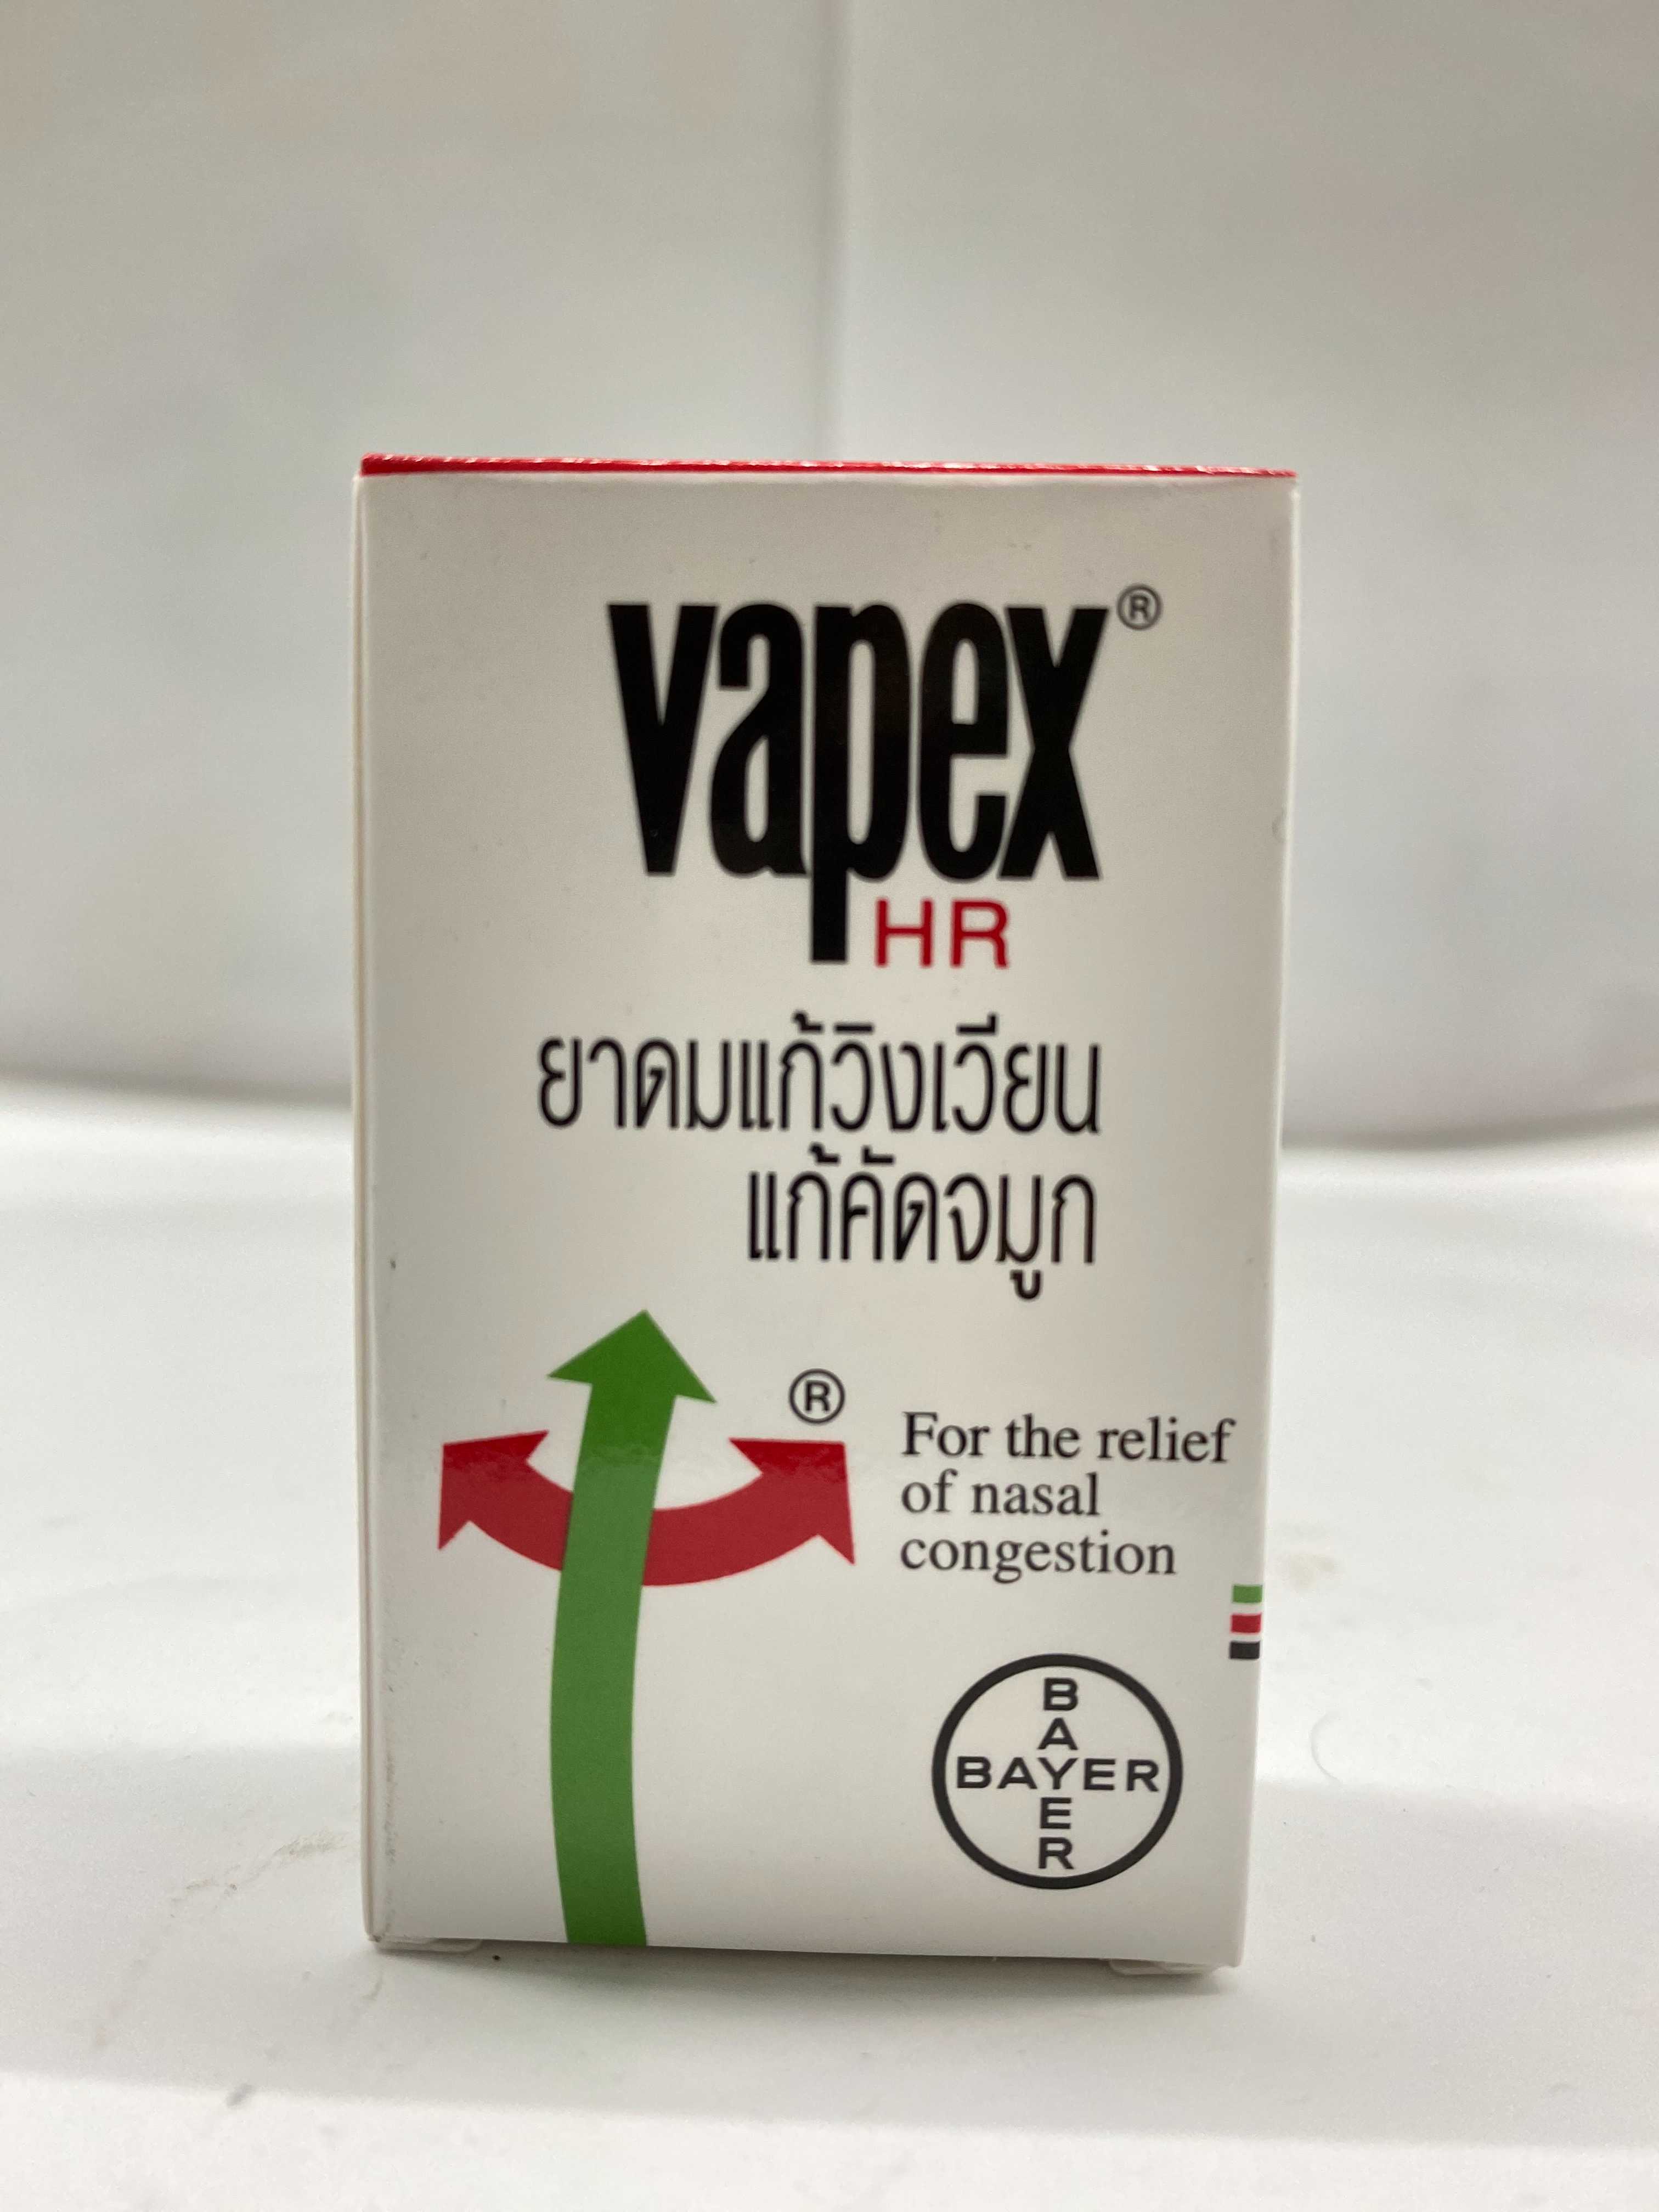 vapex®
HR
ยาดมแก้วิงเวียน
แก้คัดจมูก
®
For the relief
of nasal
congestion
BAYER
BAYER